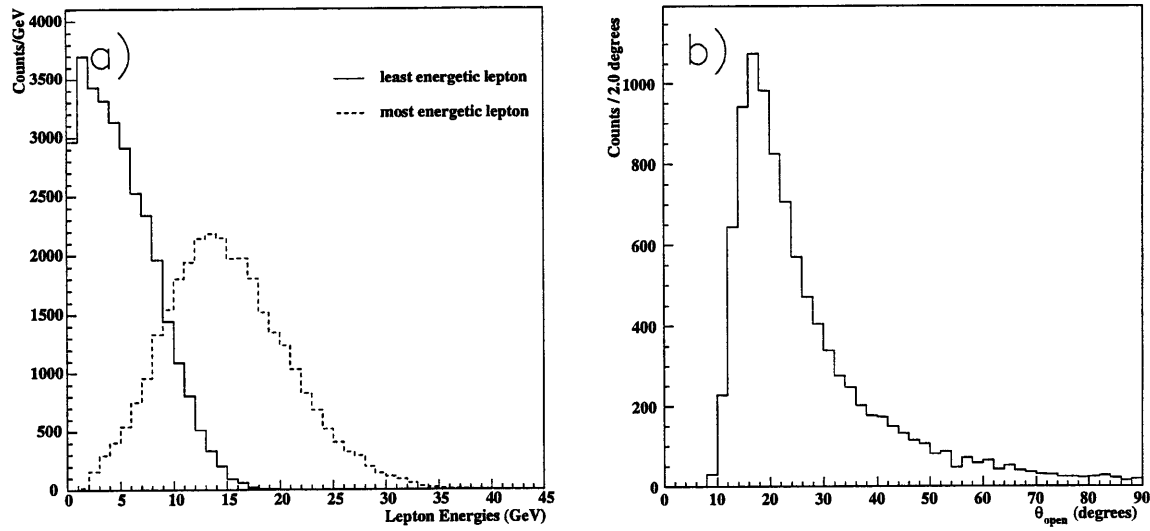 a)
Counts/GeV
4000
3500
3000
2500
2000
1500
1000
500
0
least energetic lepton
most energetic lepton
0 5 10 15 20 25 30 35 40 45
Lepton Energies (GeV)
b)
Counts / 2.0 degrees
1000
800
600
400
200
0
0 10 20 30 40 50 60 70 80 90
θopen (degrees)